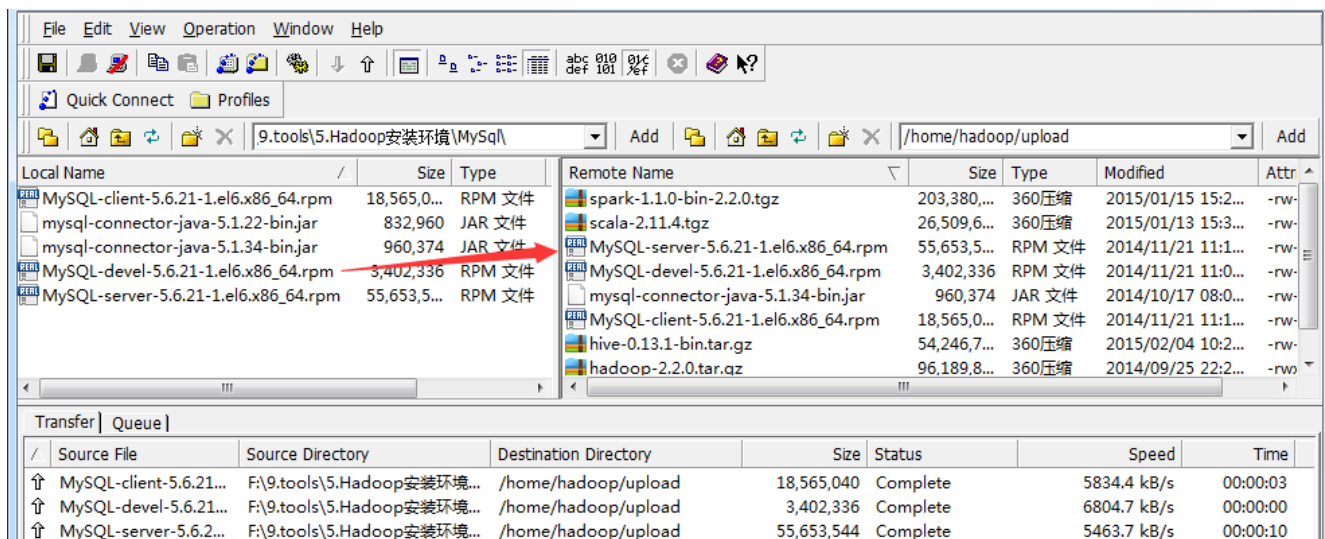 File Edit View Operation Window Help
abc def 010 101
Quick Connect Profiles
9.tools\5.Hadoop安装环境\MySql\ Add /home/hadoop/upload Add
Local Name Size Type Remote Name Size Type Modified Attri
MySQL-client-5.6.21-1.el6.x86_64.rpm 18,565,0... RPM 文件 spark-1.1.0-bin-2.2.0.tgz 203,380,... 360压缩 2015/01/15 15:2... -rw-
mysql-connector-java-5.1.22-bin.jar 832,960 JAR 文件 scala-2.11.4.tgz 26,509,6... 360压缩 2015/01/13 15:3... -rw-
mysql-connector-java-5.1.34-bin.jar 960,374 JAR 文件 MySQL-server-5.6.21-1.el6.x86_64.rpm 55,653,5... RPM 文件 2014/11/21 11:1... -rw-
MySQL-devel-5.6.21-1.el6.x86_64.rpm 3,402,336 RPM 文件 MySQL-devel-5.6.21-1.el6.x86_64.rpm 3,402,336 RPM 文件 2014/11/21 11:0... -rw-
MySQL-server-5.6.21-1.el6.x86_64.rpm 55,653,5... RPM 文件 mysql-connector-java-5.1.34-bin.jar 960,374 JAR 文件 2014/10/17 08:0... -rw-
MySQL-client-5.6.21-1.el6.x86_64.rpm 18,565,0... RPM 文件 2014/11/21 11:1... -rw-
hive-0.13.1-bin.tar.gz 54,246,7... 360压缩 2015/02/04 10:2... -rw-
hadoop-2.2.0.tar.gz 96,189,8... 360压缩 2014/09/25 22:2... -rwx
Transfer Queue
Source File Source Directory Destination Directory Size Status Speed Time
MySQL-client-5.6.21... F:\9.tools\5.Hadoop安装环境... /home/hadoop/upload 18,565,040 Complete 5834.4 kB/s 00:00:03
MySQL-devel-5.6.21... F:\9.tools\5.Hadoop安装环境... /home/hadoop/upload 3,402,336 Complete 6804.7 kB/s 00:00:00
MySQL-server-5.6.2... F:\9.tools\5.Hadoop安装环境... /home/hadoop/upload 55,653,544 Complete 5463.7 kB/s 00:00:10